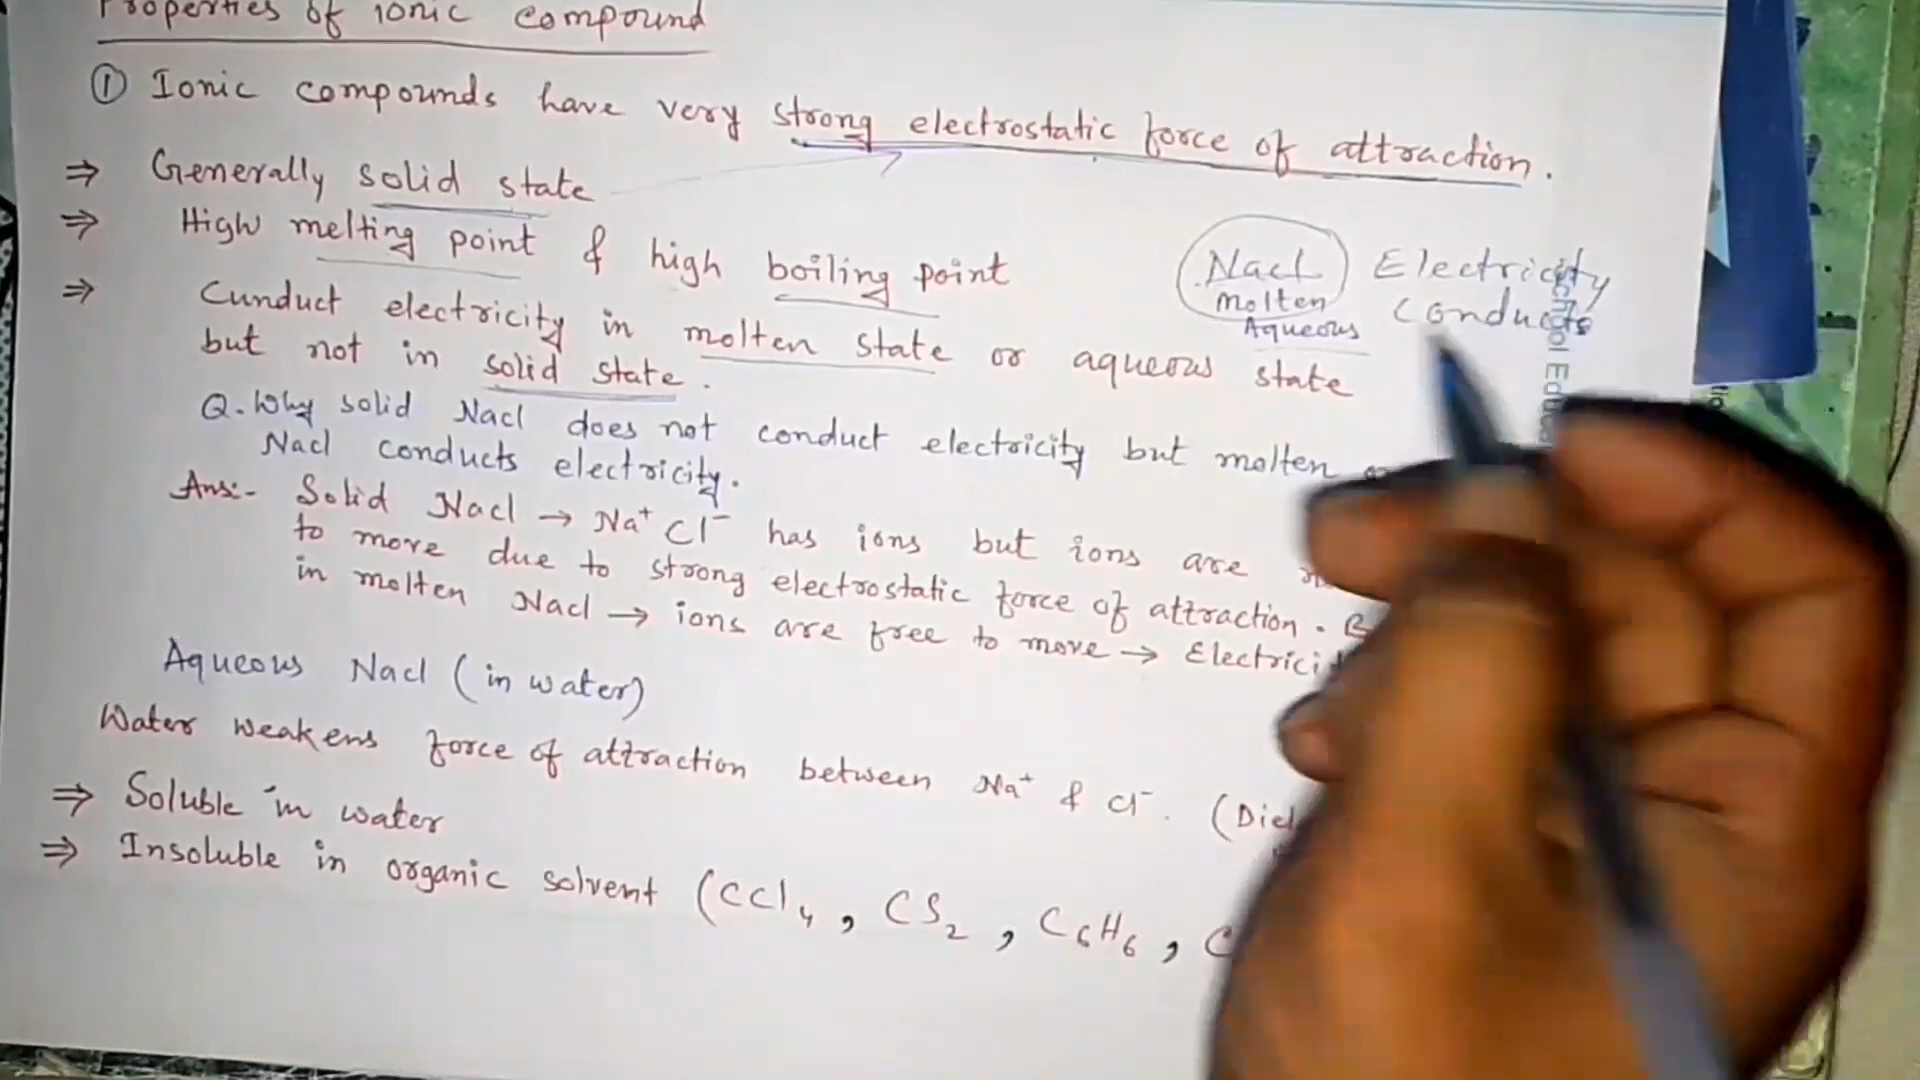 Properties of ionic compound
① Ionic compounds have very strong electrostatic force of attraction.
⇒ Generally solid state
⇒ High melting point & high boiling point
Nacl Electricity
Molten Conducts
Aqueous
⇒ Cunduct electricity in molten state or aqueous state
but not in solid state.
Q. Why solid Nacl does not conduct electricity but molten
Nacl conducts electricity.
Ans:- Solid Nacl → Na⁺ Cl⁻ has ions but ions are
to move due to strong electrostatic force of attraction.
in molten Nacl → ions are free to move →
Aqueous Nacl (in water)
Water weakens force of attraction between Na⁺ & Cl⁻.
⇒ Soluble in water
⇒ Insoluble in organic solvent (CCl₄, CS₂, C₆H₆,